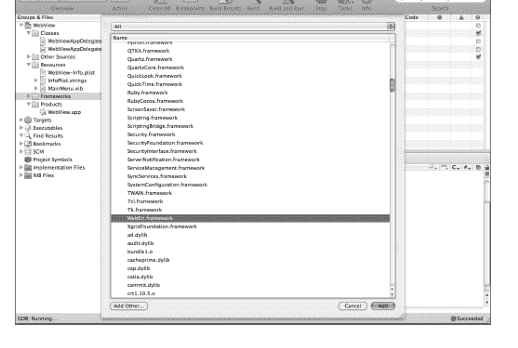 Overview Action Clean All Breakpoints Build Results Build Build and Run Stop Tasks Info Search
Groups & Files
Code
WebView
Classes
WebViewAppDelegate
WebViewAppDelegate
Other Sources
Resources
WebView-Info.plist
InfoPlist.strings
MainMenu.xib
Frameworks
Products
WebView.app
Targets
Executables
Find Results
Bookmarks
SCM
Project Symbols
Implementation Files
NIB Files
All
Name
Python.framework
QTKit.framework
Quartz.framework
QuartzCore.framework
QuickLook.framework
QuickTime.framework
Ruby.framework
RubyCocoa.framework
ScreenSaver.framework
Scripting.framework
ScriptingBridge.framework
Security.framework
SecurityFoundation.framework
SecurityInterface.framework
ServerNotification.framework
ServiceManagement.framework
SyncServices.framework
SystemConfiguration.framework
TWAIN.framework
Tcl.framework
Tk.framework
WebKit.framework
XgridFoundation.framework
ad.dylib
audit.dylib
bundle1.o
cacheprime.dylib
csp.dylib
commit.dylib
crt1.10.5.o
Add Other...
Cancel
Add
GDB: Running...
Succeeded